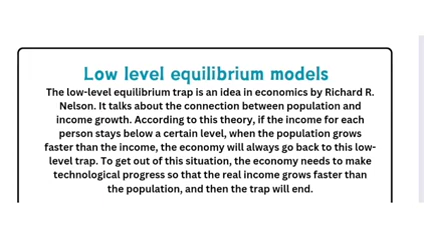 Low level equilibrium models
The low-level equilibrium trap is an idea in economics by Richard R.
Nelson. It talks about the connection between population and
income growth. According to this theory, if the income for each
person stays below a certain level, when the population grows
faster than the income, the economy will always go back to this low-
level trap. To get out of this situation, the economy needs to make
technological progress so that the real income grows faster than
the population, and then the trap will end.